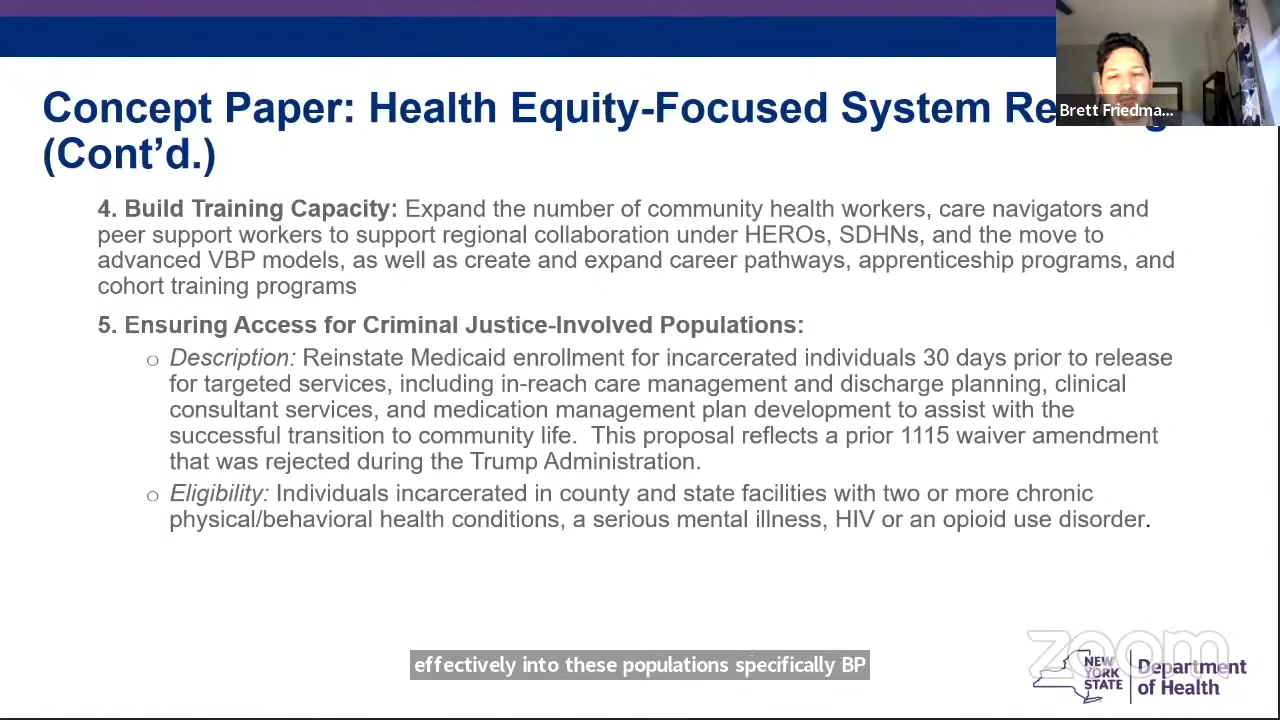 Concept Paper: Health Equity-Focused System Re
(Cont’d.)
Brett Friedma...
4. Build Training Capacity: Expand the number of community health workers, care navigators and
peer support workers to support regional collaboration under HEROs, SDHNs, and the move to
advanced VBP models, as well as create and expand career pathways, apprenticeship programs, and
cohort training programs
5. Ensuring Access for Criminal Justice-Involved Populations:
○ Description: Reinstate Medicaid enrollment for incarcerated individuals 30 days prior to release
for targeted services, including in-reach care management and discharge planning, clinical
consultant services, and medication management plan development to assist with the
successful transition to community life.  This proposal reflects a prior 1115 waiver amendment
that was rejected during the Trump Administration.
○ Eligibility: Individuals incarcerated in county and state facilities with two or more chronic
physical/behavioral health conditions, a serious mental illness, HIV or an opioid use disorder.
effectively into these populations specifically BP
zoom
NEW
YORK
STATE
Department
of Health